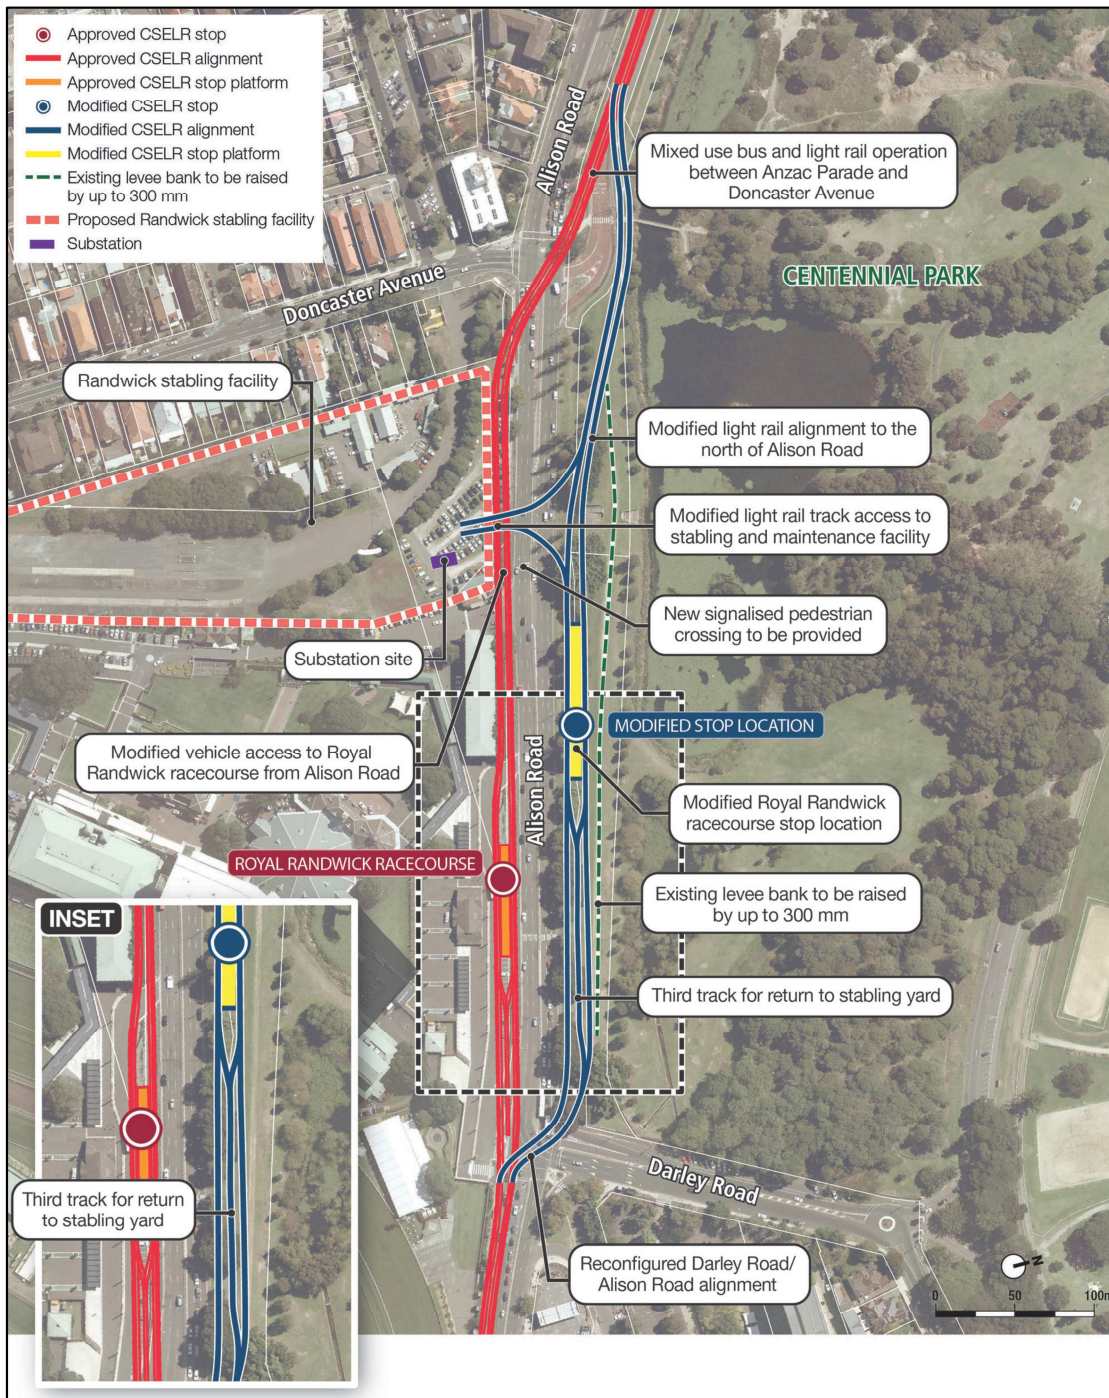 Approved CSELR stop
Approved CSELR alignment
Approved CSELR stop platform
Modified CSELR stop
Modified CSELR alignment
Modified CSELR stop platform
Existing levee bank to be raised
by up to 300 mm
Proposed Randwick stabling facility
Substation
Alison Road
Mixed use bus and light rail operation
between Anzac Parade and
Doncaster Avenue
CENTENNIAL PARK
Doncaster Avenue
Randwick stabling facility
Modified light rail alignment to the
north of Alison Road
Modified light rail track access to
stabling and maintenance facility
New signalised pedestrian
crossing to be provided
Substation site
MODIFIED STOP LOCATION
Modified vehicle access to Royal
Randwick racecourse from Alison Road
Alison Road
Modified Royal Randwick
racecourse stop location
ROYAL RANDWICK RACECOURSE
Existing levee bank to be raised
by up to 300 mm
INSET
Third track for return to stabling yard
Third track for return
to stabling yard
Darley Road
Reconfigured Darley Road/
Alison Road alignment
N
0 50 100m